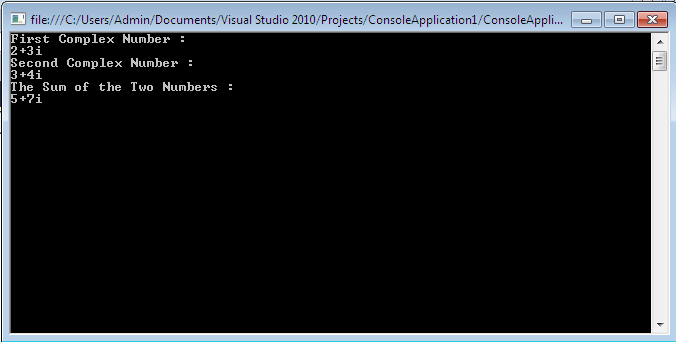 file:///C:/Users/Admin/Documents/Visual Studio 2010/Projects/ConsoleApplication1/ConsoleAppli...
First Complex Number :
2+3i
Second Complex Number :
3+4i
The Sum of the Two Numbers :
5+7i